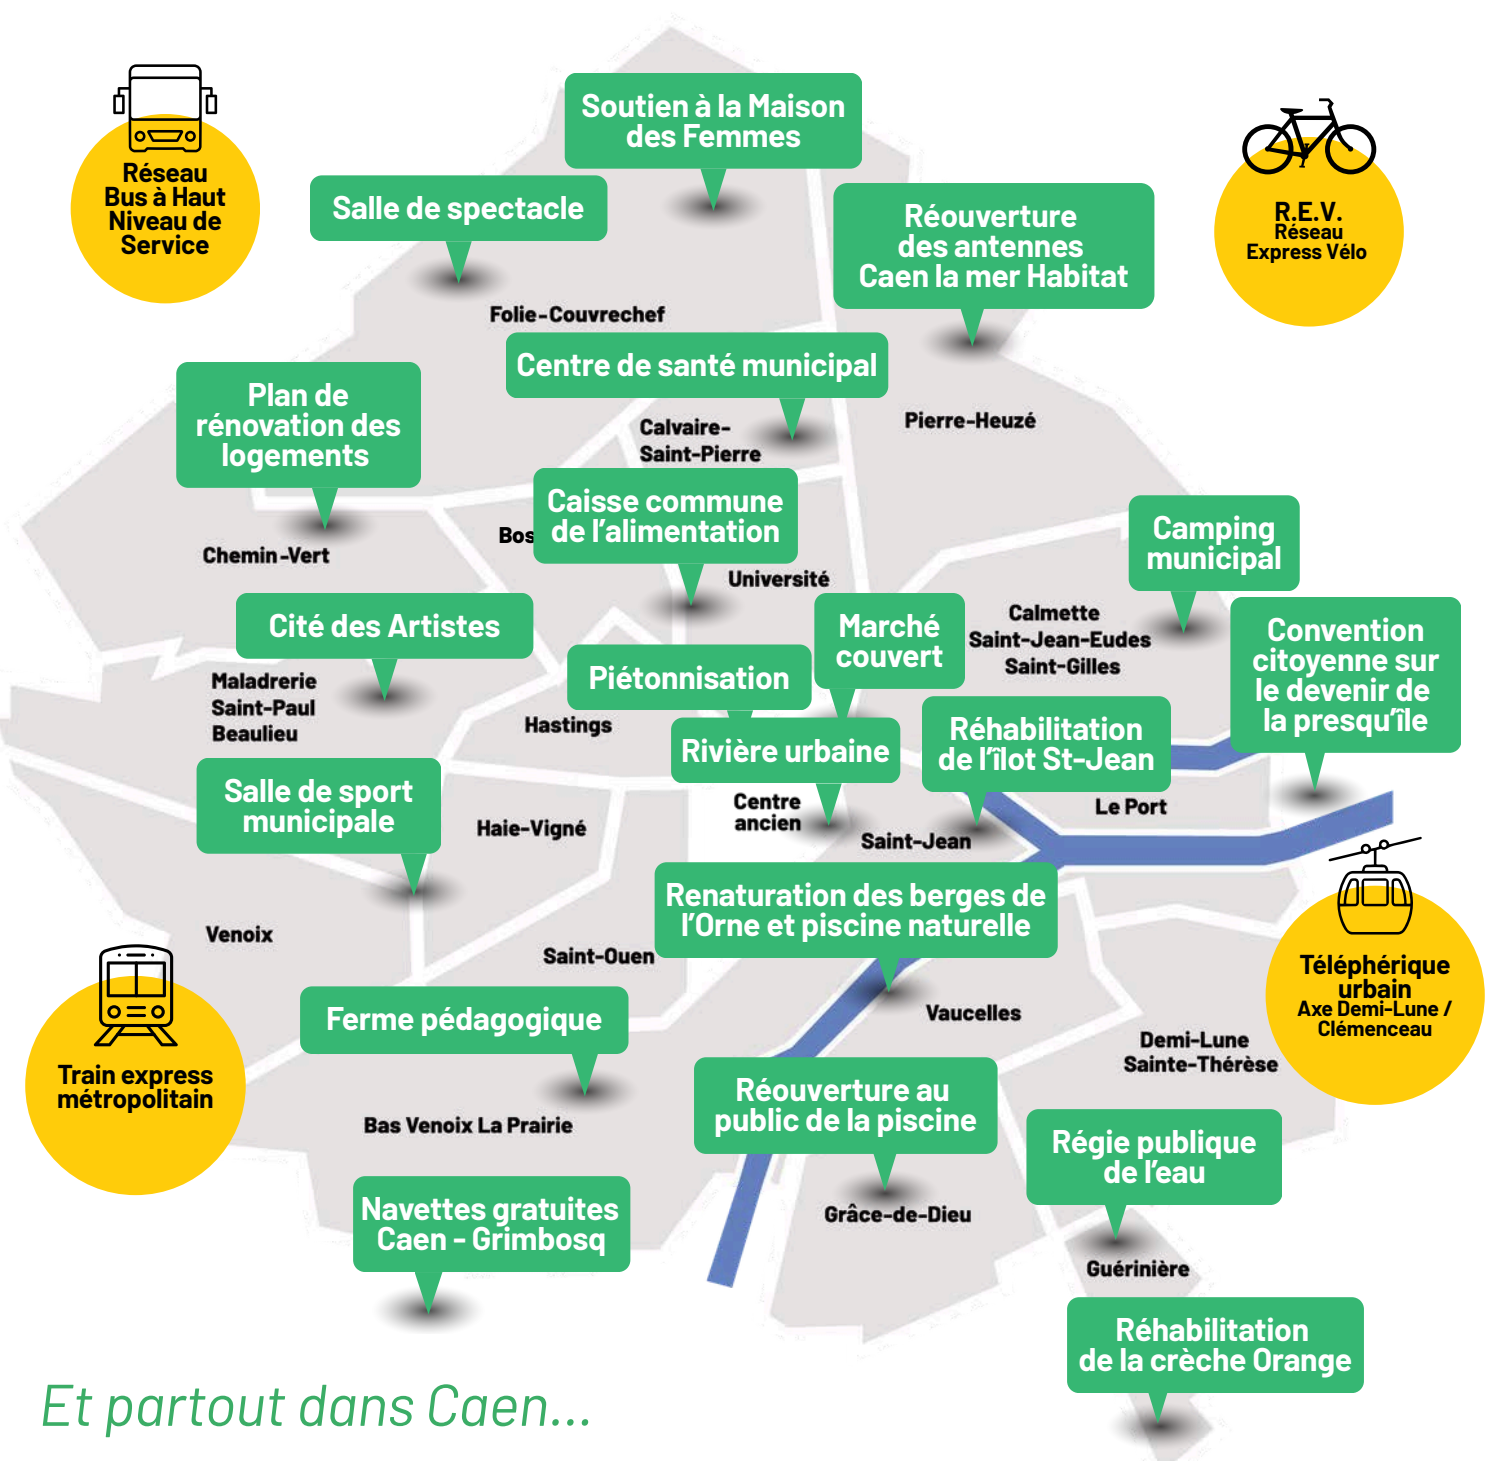 Soutien à la Maison
des Femmes
Réseau
Bus à Haut
Niveau de
Service
Salle de spectacle
Réouverture
des antennes
Caen la mer Habitat
R.E.V.
Réseau
Express Vélo
Folie-Couvrechef
Centre de santé municipal
Plan de
rénovation des
logements
Calvaire-
Saint-Pierre
Pierre-Heuzé
Caisse commune
de l'alimentation
Bos
Camping
municipal
Chemin-Vert
Université
Cité des Artistes
Marché
couvert
Calmette
Saint-Jean-Eudes
Saint-Gilles
Convention
citoyenne sur
le devenir de
la presqu'île
Maladrerie
Saint-Paul
Beaulieu
Piétonnisation
Hastings
Rivière urbaine
Réhabilitation
de l'îlot St-Jean
Salle de sport
municipale
Haie-Vigné
Centre
ancien
Saint-Jean
Le Port
Renaturation des berges de
l'Orne et piscine naturelle
Venoix
Saint-Ouen
Téléphérique
urbain
Axe Demi-Lune /
Clémenceau
Ferme pédagogique
Vaucelles
Demi-Lune
Sainte-Thérèse
Train express
métropolitain
Bas Venoix La Prairie
Réouverture au
public de la piscine
Régie publique
de l'eau
Navettes gratuites
Caen - Grimbosq
Grâce-de-Dieu
Guérinière
Réhabilitation
de la crèche Orange
Et partout dans Caen...